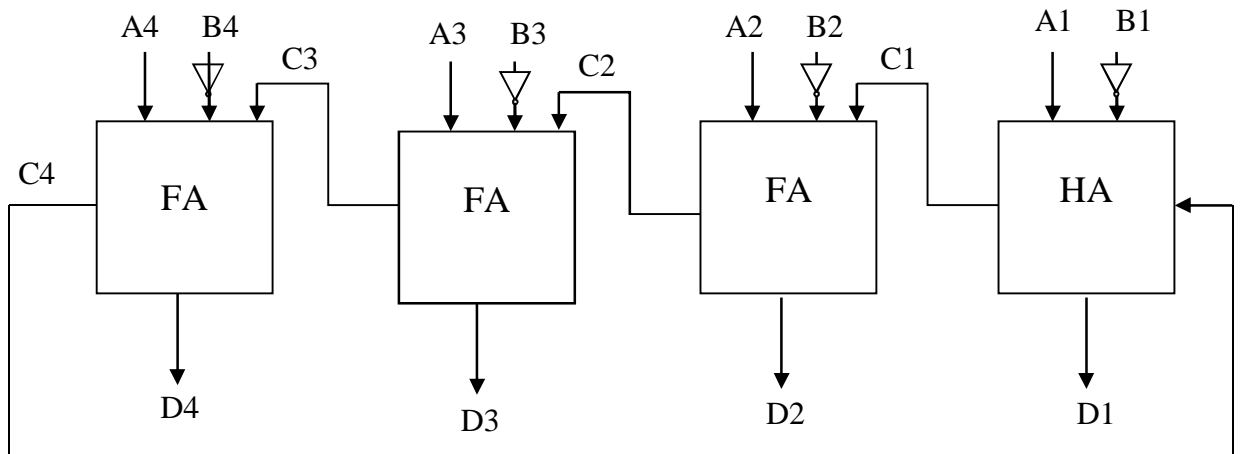 A4 B4 C3 A3 B3 C2 A2 B2 C1 A1 B1
C4 FA FA FA HA
D4 D3 D2 D1